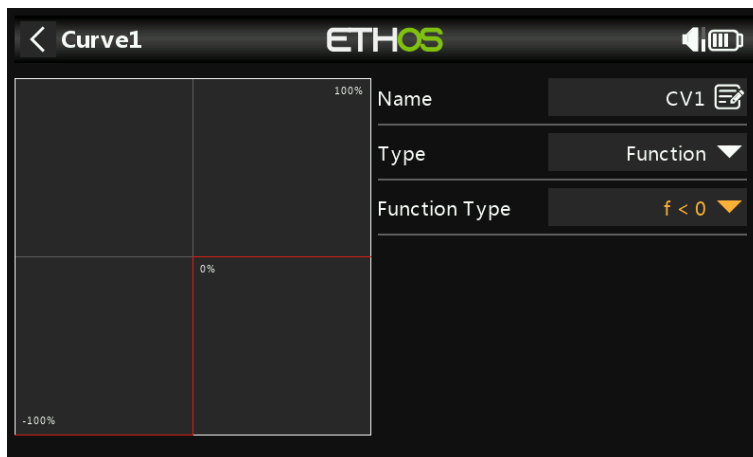 Curve1
ETHOS
100%
0%
-100%
Name CV1
Type Function
Function Type f < 0